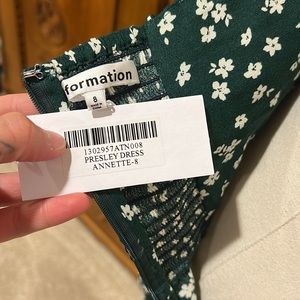 formation
8
1302957ATN008
PRESLEY DRESS
ANNETTE-8